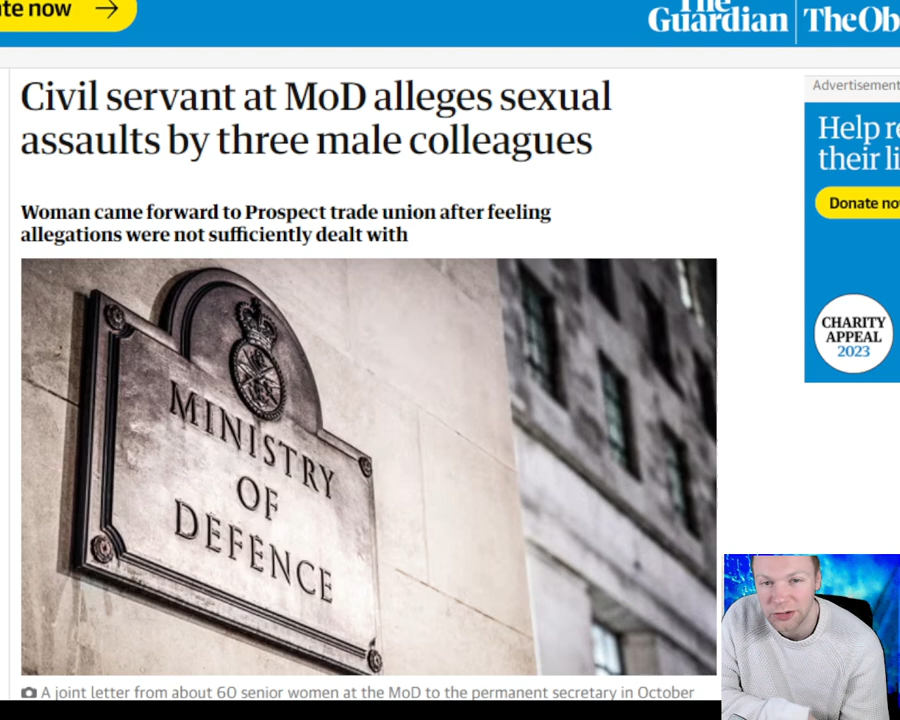 te now
The
Guardian
The Ob
Civil servant at MoD alleges sexual
assaults by three male colleagues
Woman came forward to Prospect trade union after feeling
allegations were not sufficiently dealt with
MINISTRY
OF
DEFENCE
A joint letter from about 60 senior women at the MoD to the permanent secretary in October
Advertisement
Help re
their li
Donate no
CHARITY
APPEAL
2023